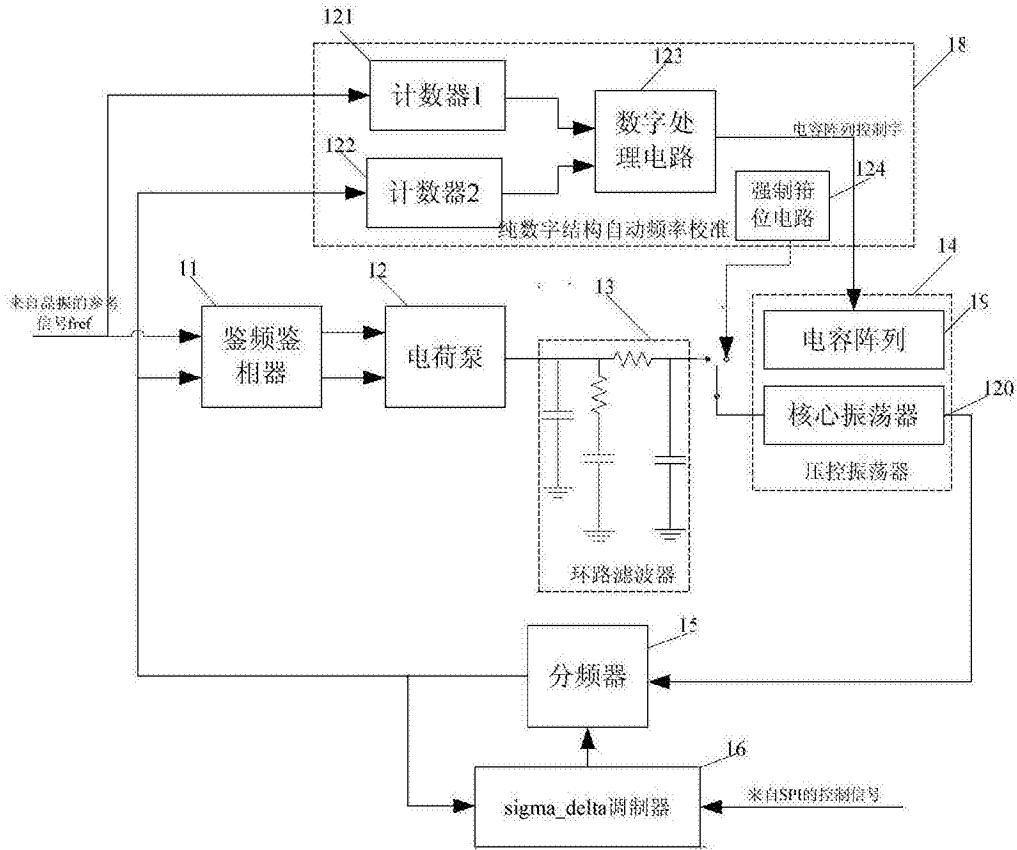 121
计数器1
18
123
数字处
理电路
电容阵列控制字
122
计数器2
124
强制箝
位电路
纯数字结构自动频率校准
11
12
13
14
来自晶振的参考
信号fref
鉴频鉴
相器
电荷泵
19
电容阵列
120
核心振荡器
压控振荡器
环路滤波器
15
分频器
16
sigma_delta调制器
来自SPI的控制信号